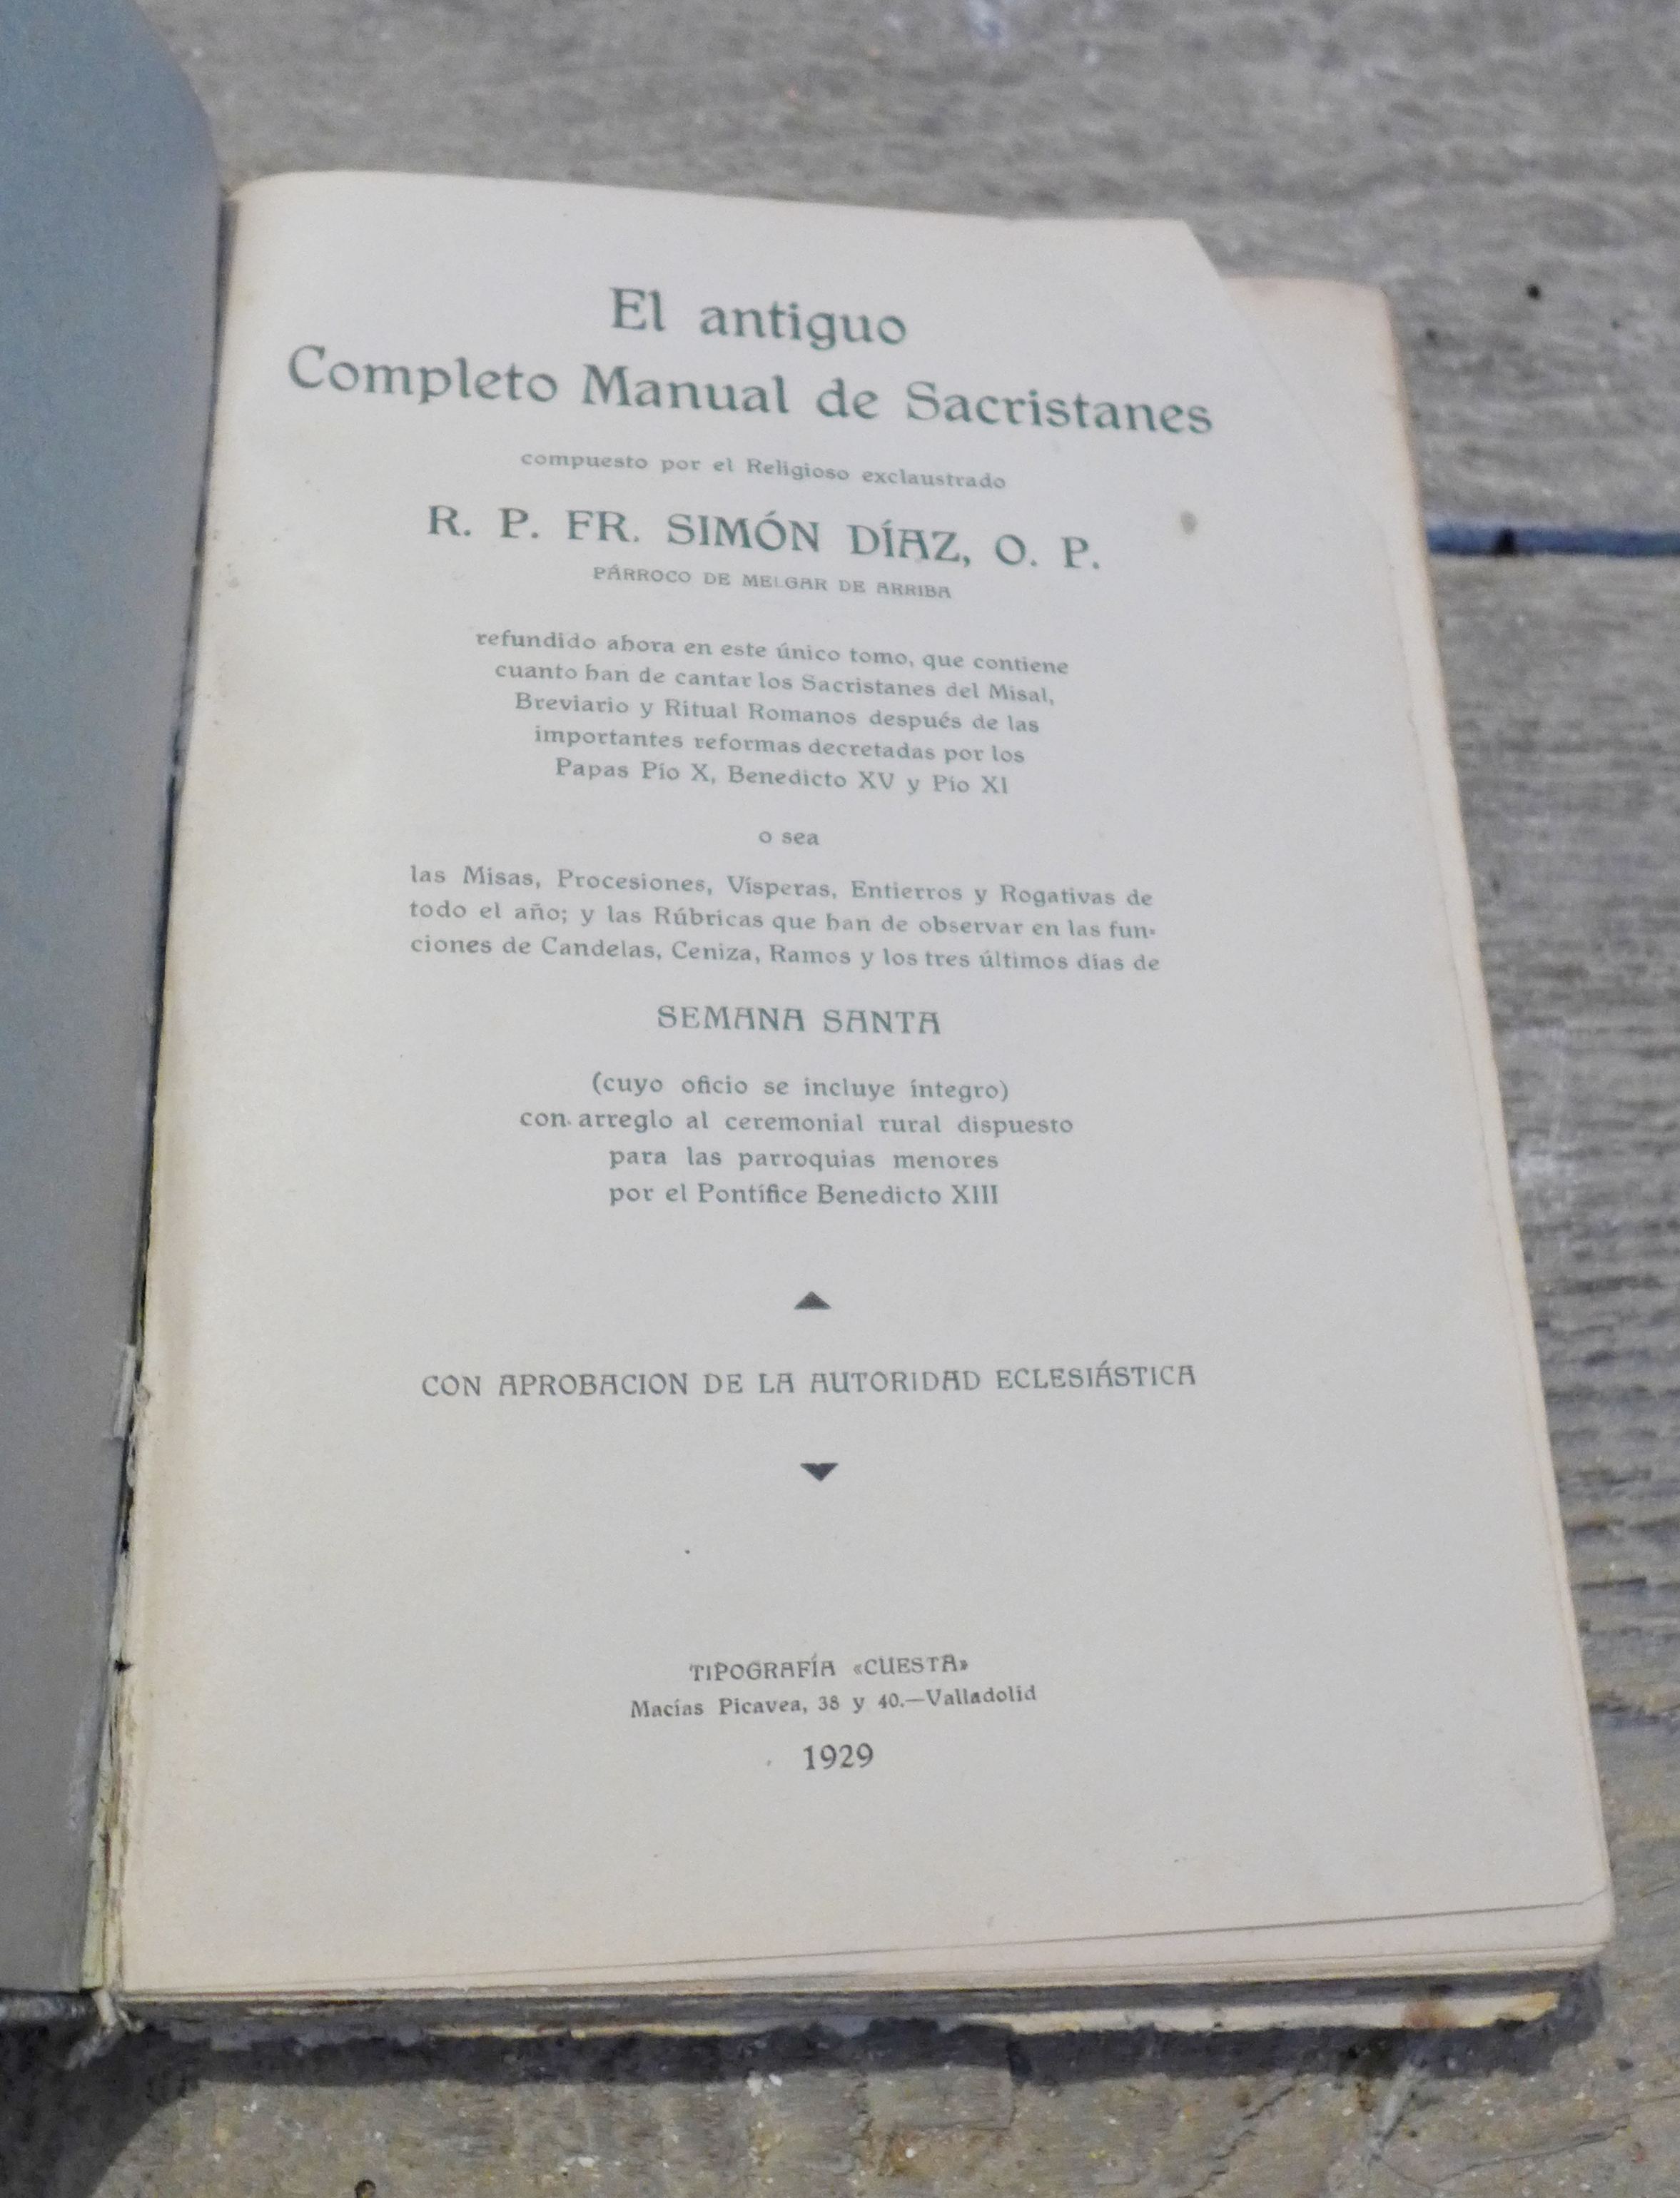 El antiguo
Completo Manual de Sacristanes
compuesto por el Religioso exclaustrado
R. P. FR. SIMÓN DÍAZ, O. P.
PÁRROCO DE MELGAR DE ARRIBA
refundido ahora en este único tomo, que contiene
cuanto han de cantar los Sacristanes del Misal,
Breviario y Ritual Romanos después de las
importantes reformas decretadas por los
Papas Pío X, Benedicto XV y Pío XI
o sea
las Misas, Procesiones, Vísperas, Entierros y Rogativas de
todo el año; y las Rúbricas que han de observar en las fun-
ciones de Candelas, Ceniza, Ramos y los tres últimos días de
SEMANA SANTA
(cuyo oficio se incluye íntegro)
con arreglo al ceremonial rural dispuesto
para las parroquias menores
por el Pontífice Benedicto XIII
CON APROBACION DE LA AUTORIDAD ECLESIÁSTICA
TIPOGRAFÍA «CUESTA»
Macías Picavea, 38 y 40.—Valladolid
1929